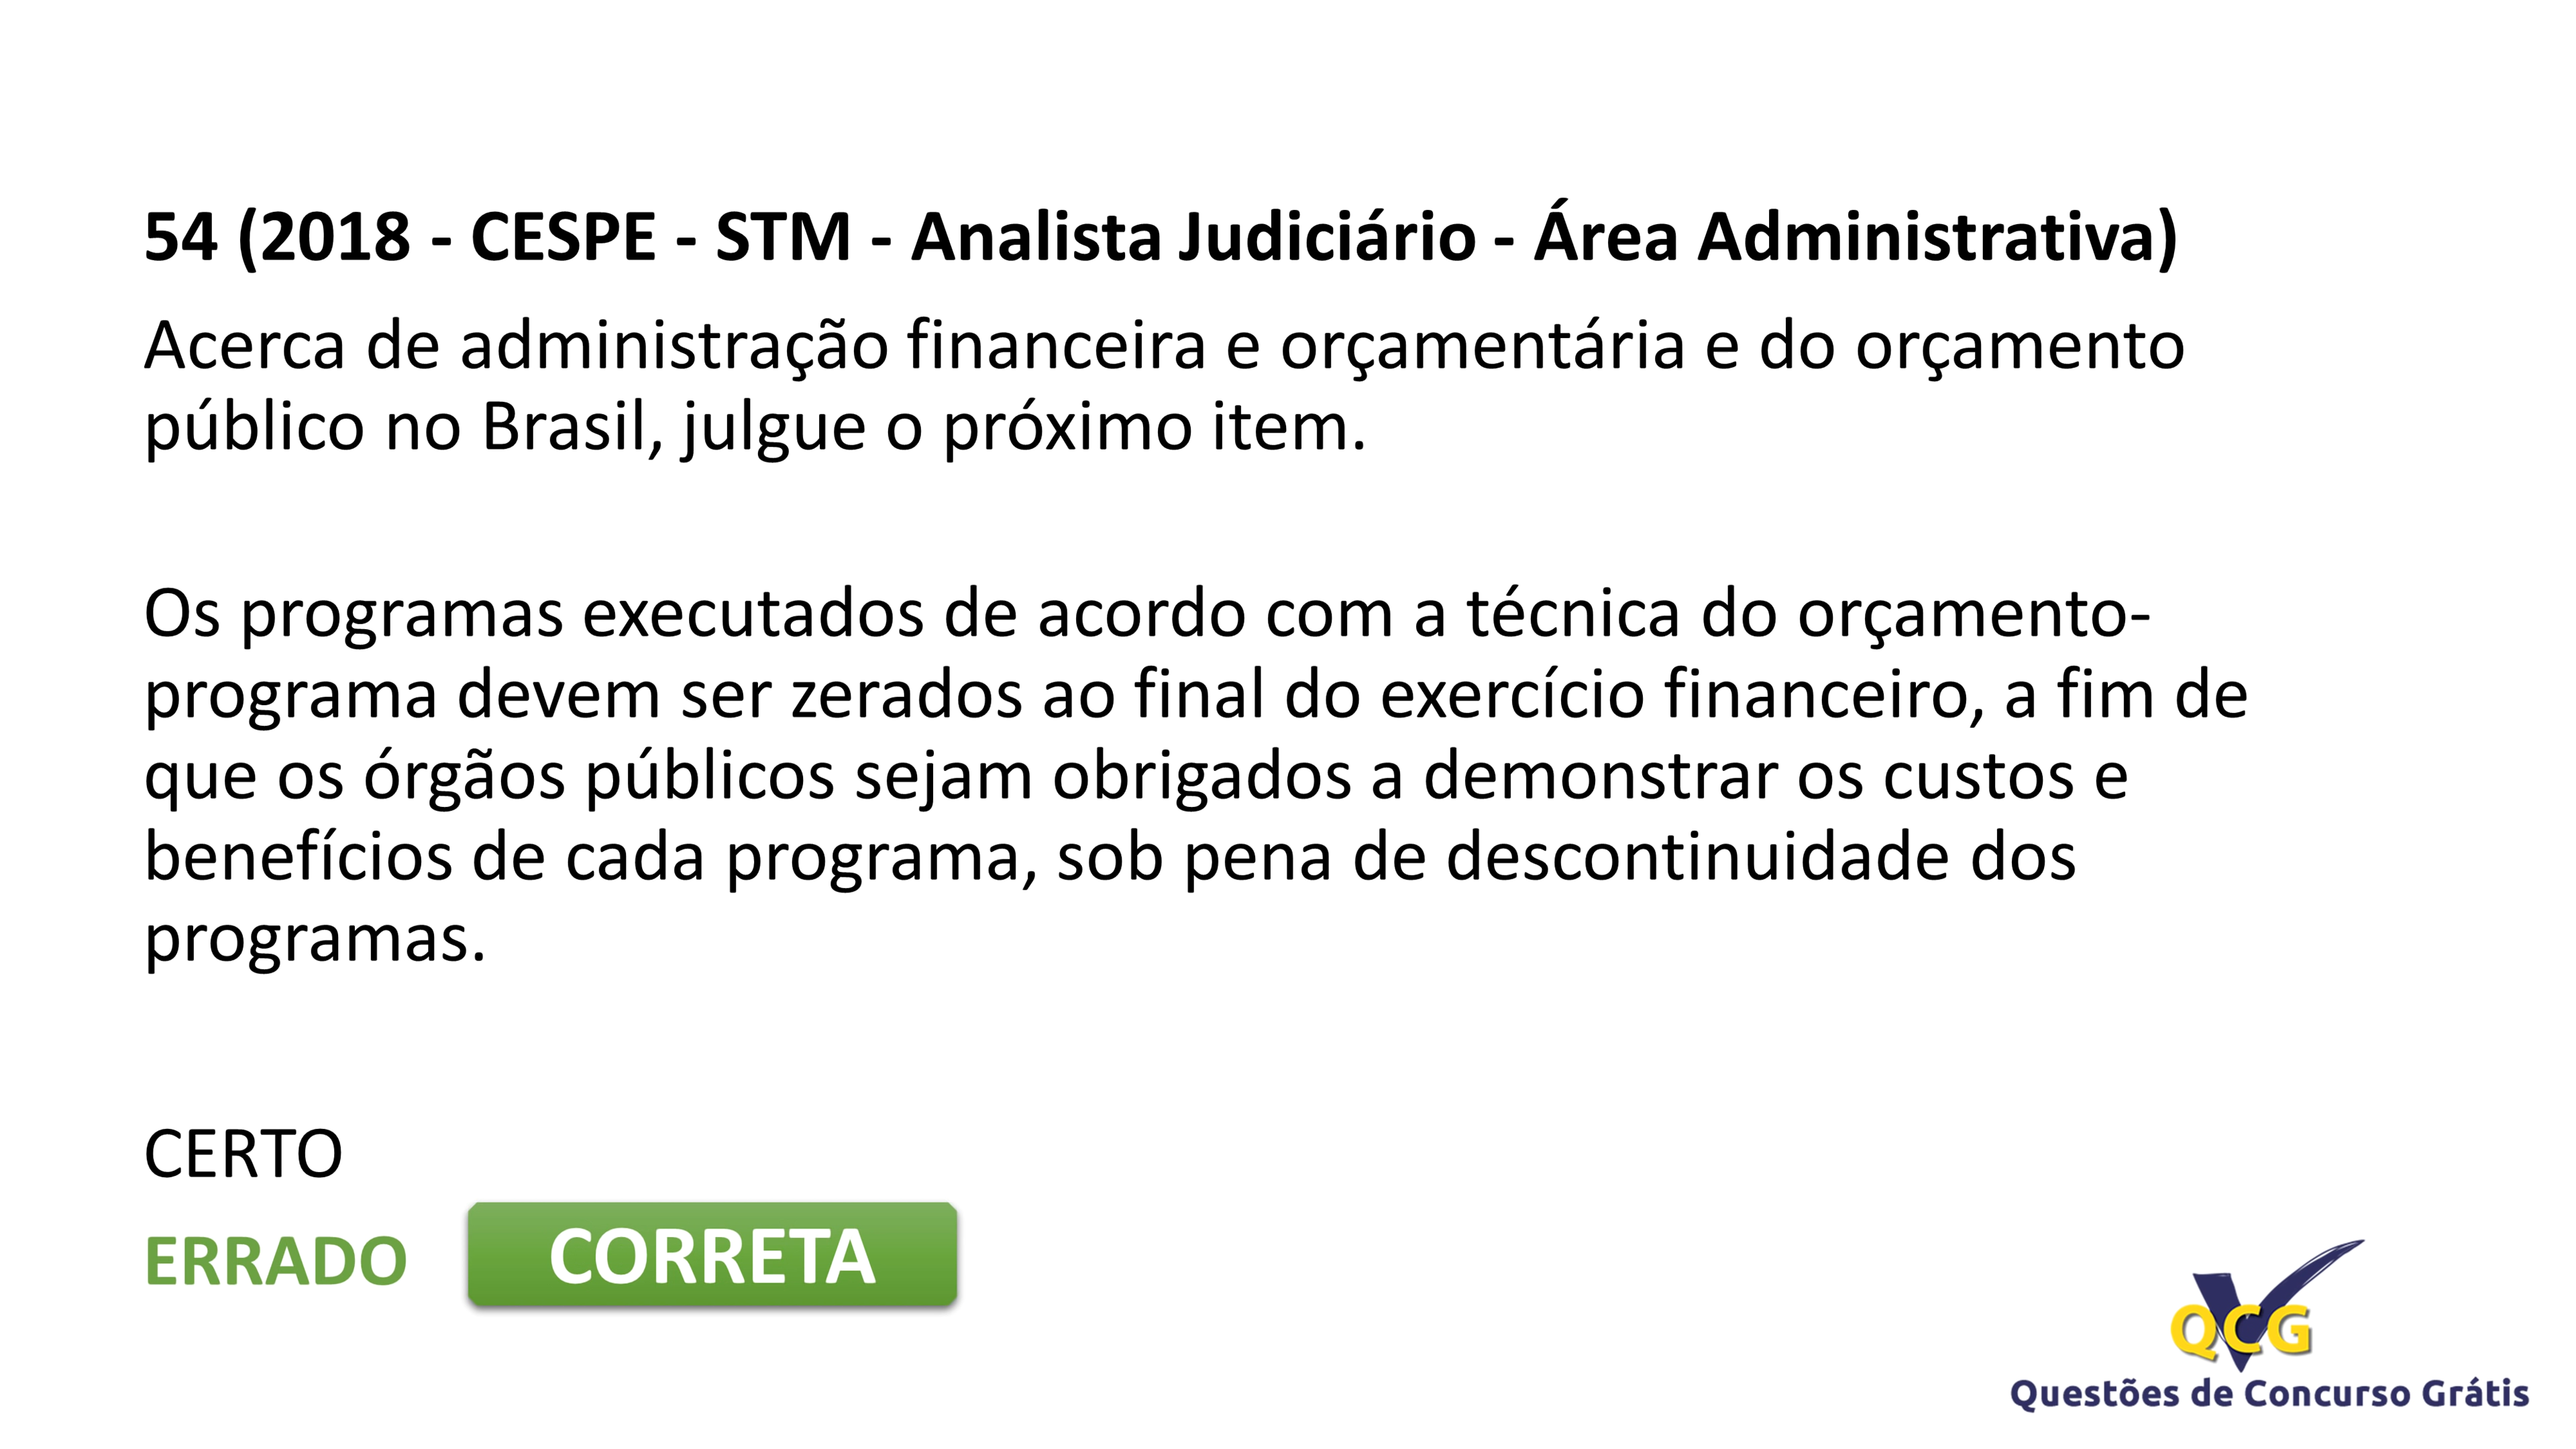 54 (2018 - CESPE - STM - Analista Judiciário - Área Administrativa)
Acerca de administração financeira e orçamentária e do orçamento
público no Brasil, julgue o próximo item.
Os programas executados de acordo com a técnica do orçamento-
programa devem ser zerados ao final do exercício financeiro, a fim de
que os órgãos públicos sejam obrigados a demonstrar os custos e
benefícios de cada programa, sob pena de descontinuidade dos
programas.
CERTO
ERRADO CORRETA
QCG
Questões de Concurso Grátis